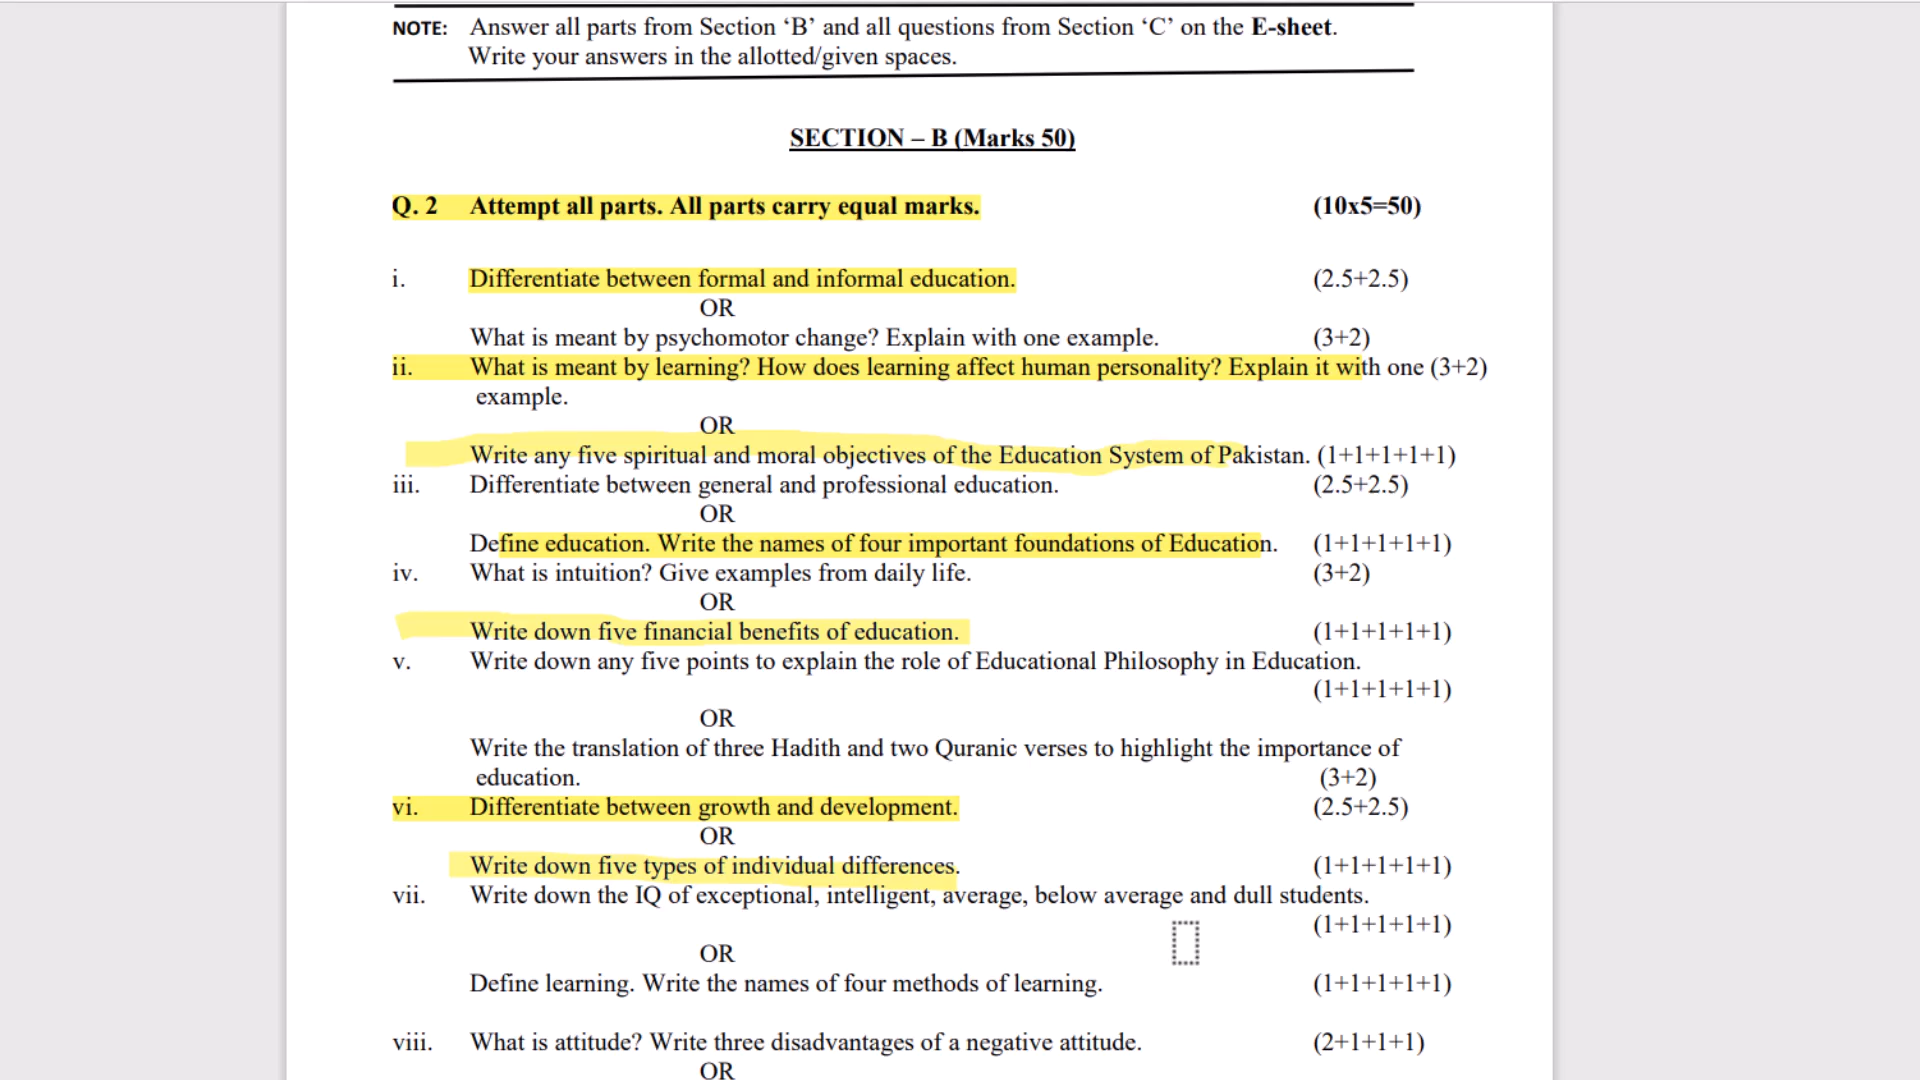 NOTE: Answer all parts from Section ‘B’ and all questions from Section ‘C’ on the E-sheet.
Write your answers in the allotted/given spaces.
SECTION – B (Marks 50)
Q. 2 Attempt all parts. All parts carry equal marks. (10x5=50)
i. Differentiate between formal and informal education. (2.5+2.5)
OR
What is meant by psychomotor change? Explain with one example. (3+2)
ii. What is meant by learning? How does learning affect human personality? Explain it with one (3+2)
example.
OR
Write any five spiritual and moral objectives of the Education System of Pakistan. (1+1+1+1+1)
iii. Differentiate between general and professional education. (2.5+2.5)
OR
Define education. Write the names of four important foundations of Education. (1+1+1+1+1)
iv. What is intuition? Give examples from daily life. (3+2)
OR
Write down five financial benefits of education. (1+1+1+1+1)
v. Write down any five points to explain the role of Educational Philosophy in Education.
(1+1+1+1+1)
OR
Write the translation of three Hadith and two Quranic verses to highlight the importance of
education. (3+2)
vi. Differentiate between growth and development. (2.5+2.5)
OR
Write down five types of individual differences. (1+1+1+1+1)
vii. Write down the IQ of exceptional, intelligent, average, below average and dull students.
(1+1+1+1+1)
OR
Define learning. Write the names of four methods of learning. (1+1+1+1+1)
viii. What is attitude? Write three disadvantages of a negative attitude. (2+1+1+1)
OR